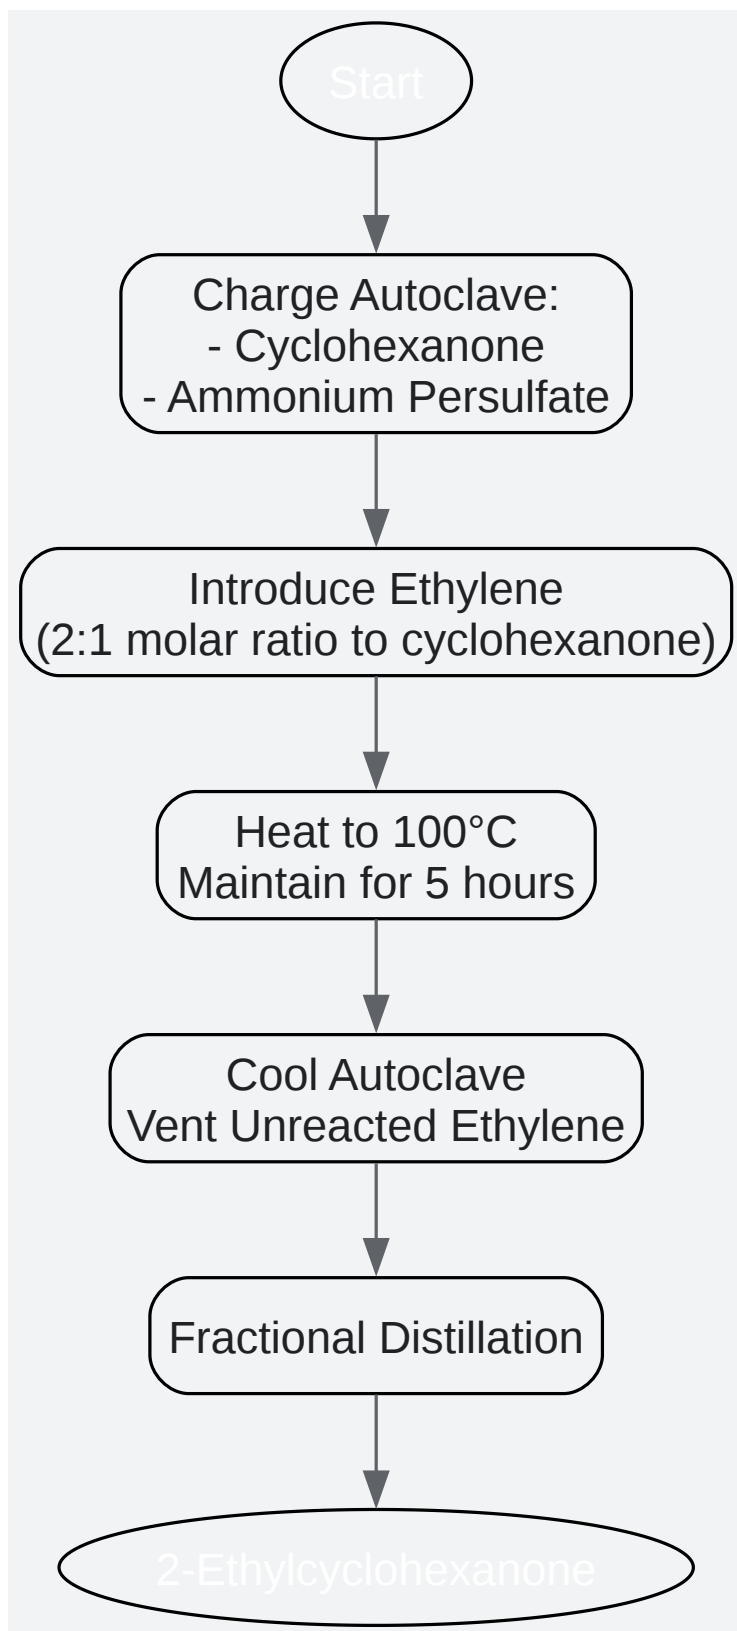 Start
Charge Autoclave:
- Cyclohexanone
- Ammonium Persulfate
Introduce Ethylene
(2:1 molar ratio to cyclohexanone)
Heat to 100°C
Maintain for 5 hours
Cool Autoclave
Vent Unreacted Ethylene
Fractional Distillation
2-Ethylcyclohexanone